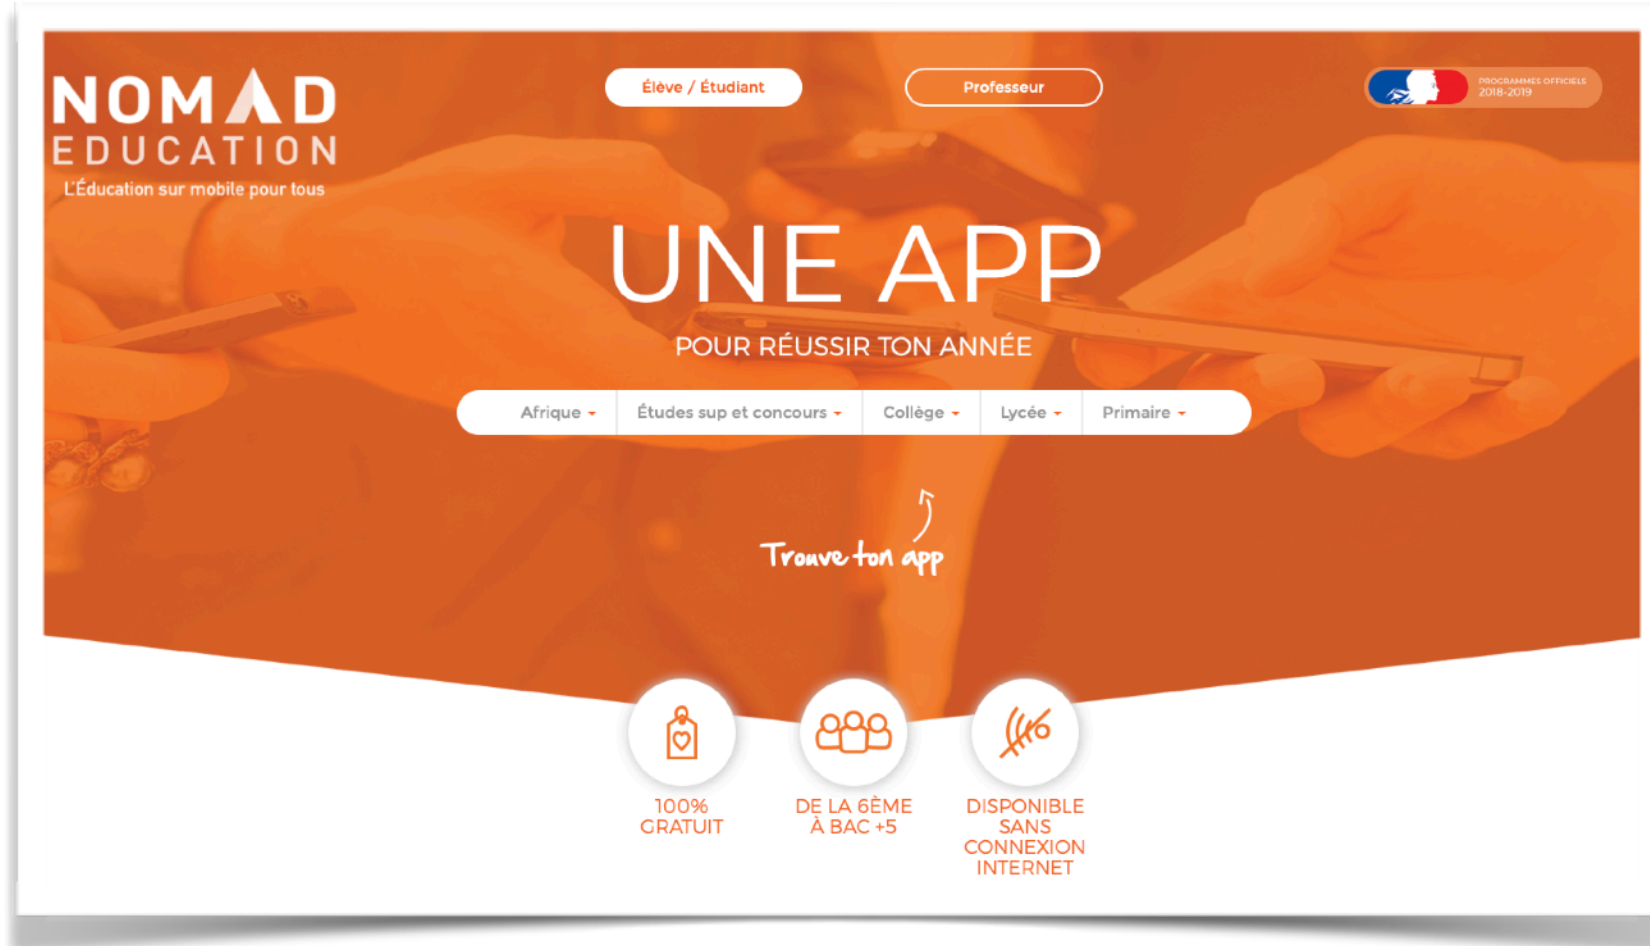 NOMAD
EDUCATION
L'Éducation sur mobile pour tous
Élève / Étudiant
Professeur
PROGRAMMES OFFICIELS
2018-2019
UNE APP
POUR RÉUSSIR TON ANNÉE
Afrique
Études sup et concours
Collège
Lycée
Primaire
Trouve ton app
100%
GRATUIT
DE LA 6ÈME
À BAC +5
DISPONIBLE
SANS
CONNEXION
INTERNET